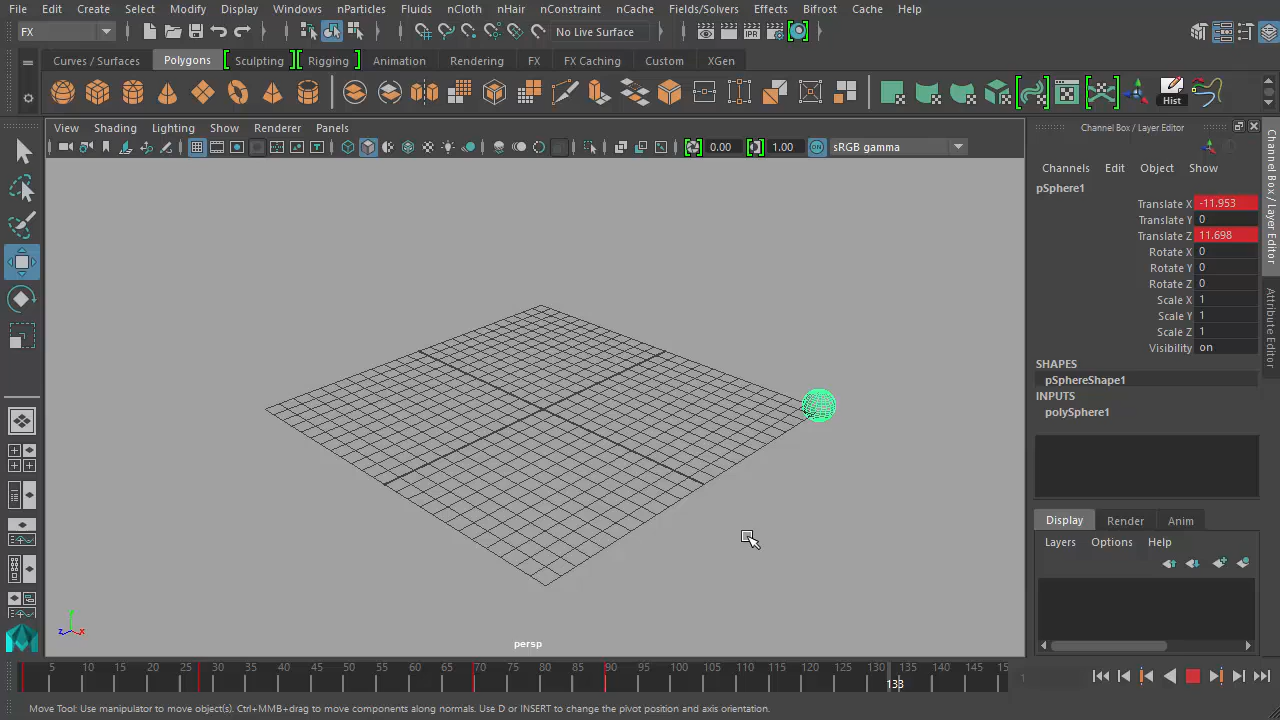 File Edit Create Select Modify Display Windows nParticles Fluids nCloth nHair nConstraint nCache Fields/Solvers Effects Bifrost Cache Help
FX
No Live Surface
IPR
Curves / Surfaces Polygons Sculpting Rigging Animation Rendering FX FX Caching Custom XGen
Hist
View Shading Lighting Show Renderer Panels
0.00 1.00 ON sRGB gamma
Channel Box / Layer Editor
Channels Edit Object Show
pSphere1
Translate X -11.953
Translate Y 0
Translate Z 11.698
Rotate X 0
Rotate Y 0
Rotate Z 0
Scale X 1
Scale Y 1
Scale Z 1
Visibility on
SHAPES
pSphereShape1
INPUTS
polySphere1
Display Render Anim
Layers Options Help
Channel Box / Layer Editor
Attribute Editor
y
z x
persp
5 10 15 20 25 30 35 40 45 50 55 60 65 70 75 80 85 90 95 100 105 110 115 120 125 130 135 140 145 15
133
1
Move Tool: Use manipulator to move object(s). Ctrl+MMB+drag to move components along normals. Use D or INSERT to change the pivot position and axis orientation.